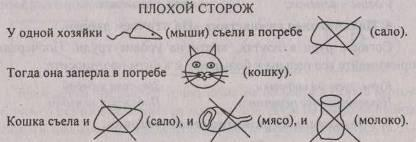 ПЛОХОЙ СТОРОЖ
У одной хозяйки (мыши) съели в погребе (сало).
Тогда она заперла в погребе (кошку).
Кошка съела и (сало), и (мясо), и (молоко).